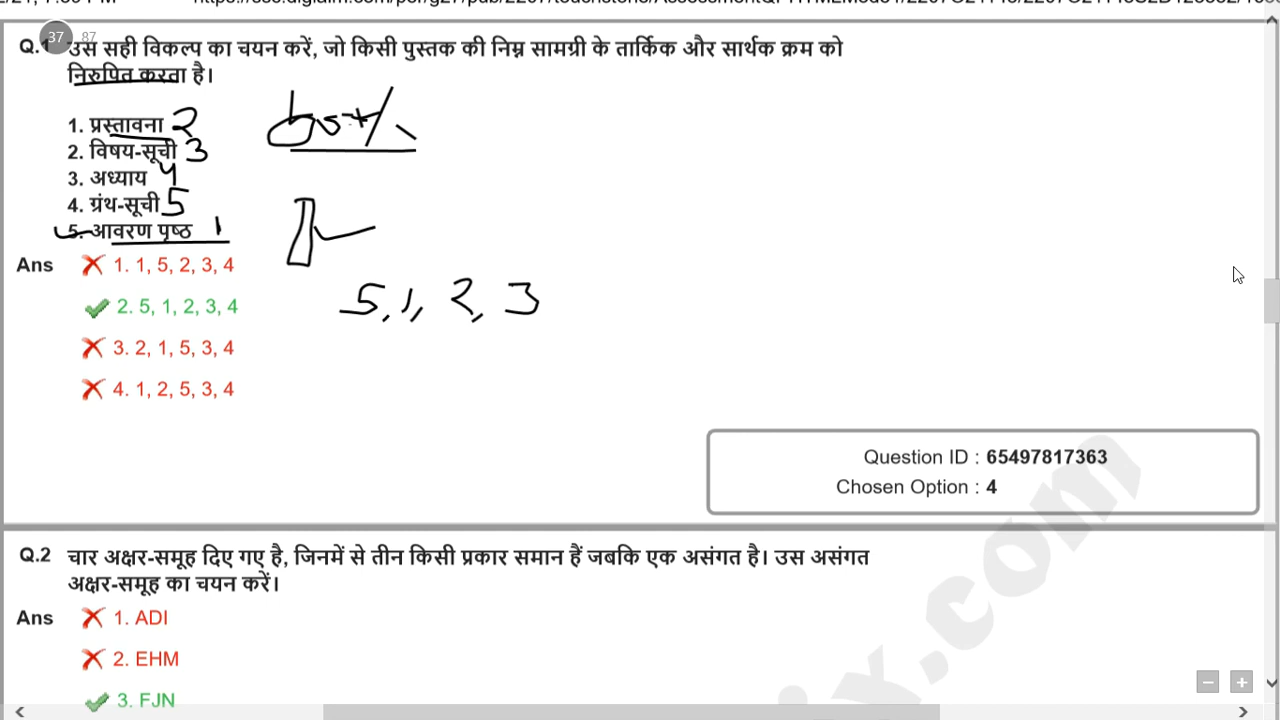 37 87
Q.1 उस सही विकल्प का चयन करें, जो किसी पुस्तक की निम्न सामग्री के तार्किक और सार्थक क्रम को
निरुपित करता है।
1. प्रस्तावना 2
2. विषय-सूची 3
3. अध्याय 4
4. ग्रंथ-सूची 5
5. आवरण पृष्ठ 1
Ans 1. 1, 5, 2, 3, 4
2. 5, 1, 2, 3, 4
5, 1, 2, 3
3. 2, 1, 5, 3, 4
4. 1, 2, 5, 3, 4
Question ID : 65497817363
Chosen Option : 4
Q.2 चार अक्षर-समूह दिए गए है, जिनमें से तीन किसी प्रकार समान हैं जबकि एक असंगत है। उस असंगत
अक्षर-समूह का चयन करें।
Ans 1. ADI
2. EHM
3. FJN
ix.com